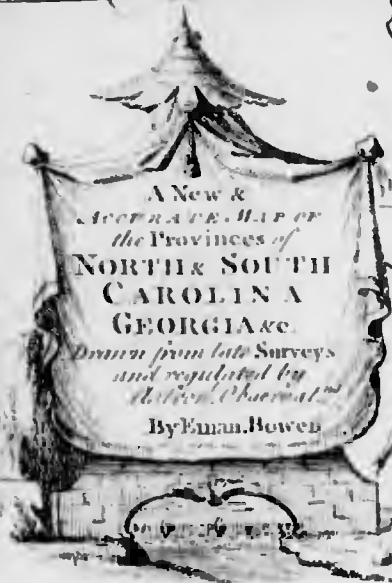 A New &
ACCURATE MAP OF
the Provinces of
NORTH & SOUTH
CAROLINA
GEORGIA &c.
Drawn from late Surveys
and regulated by
Astron. Observat.ns
By Eman. Bowen